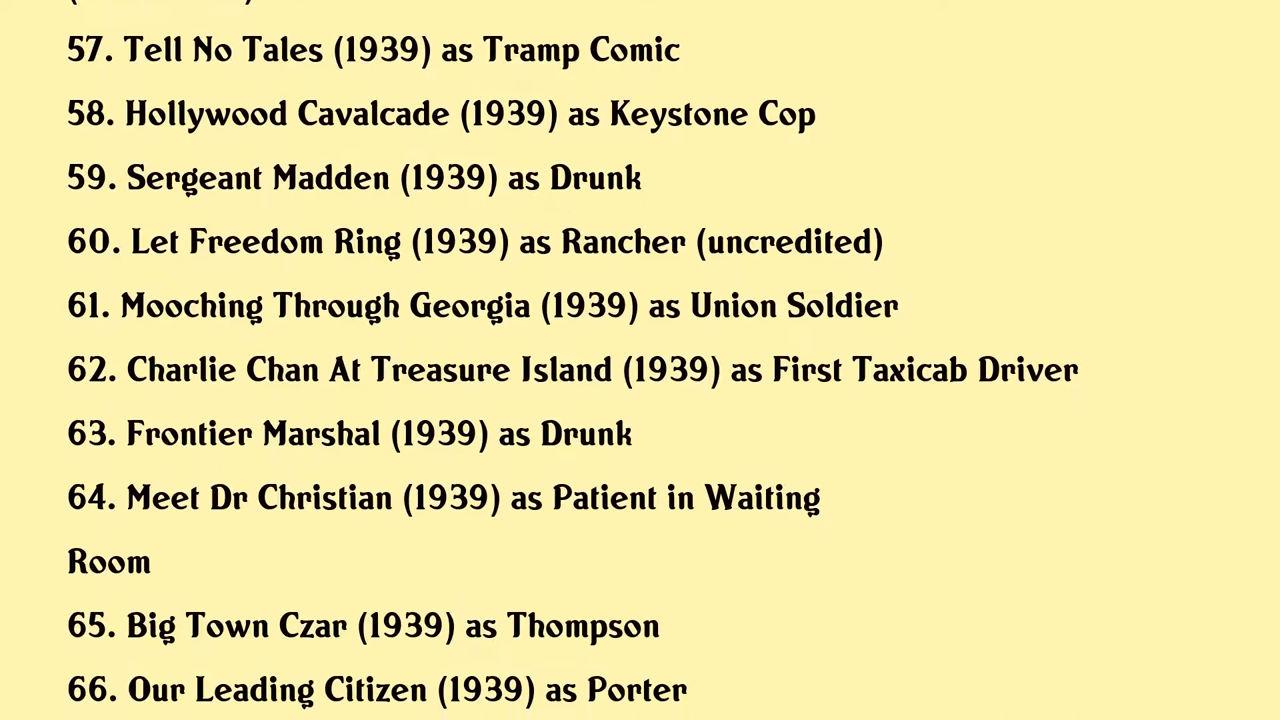 57. Tell No Tales (1939) as Tramp Comic
58. Hollywood Cavalcade (1939) as Keystone Cop
59. Sergeant Madden (1939) as Drunk
60. Let Freedom Ring (1939) as Rancher (uncredited)
61. Mooching Through Georgia (1939) as Union Soldier
62. Charlie Chan At Treasure Island (1939) as First Taxicab Driver
63. Frontier Marshal (1939) as Drunk
64. Meet Dr Christian (1939) as Patient in Waiting
Room
65. Big Town Czar (1939) as Thompson
66. Our Leading Citizen (1939) as Porter